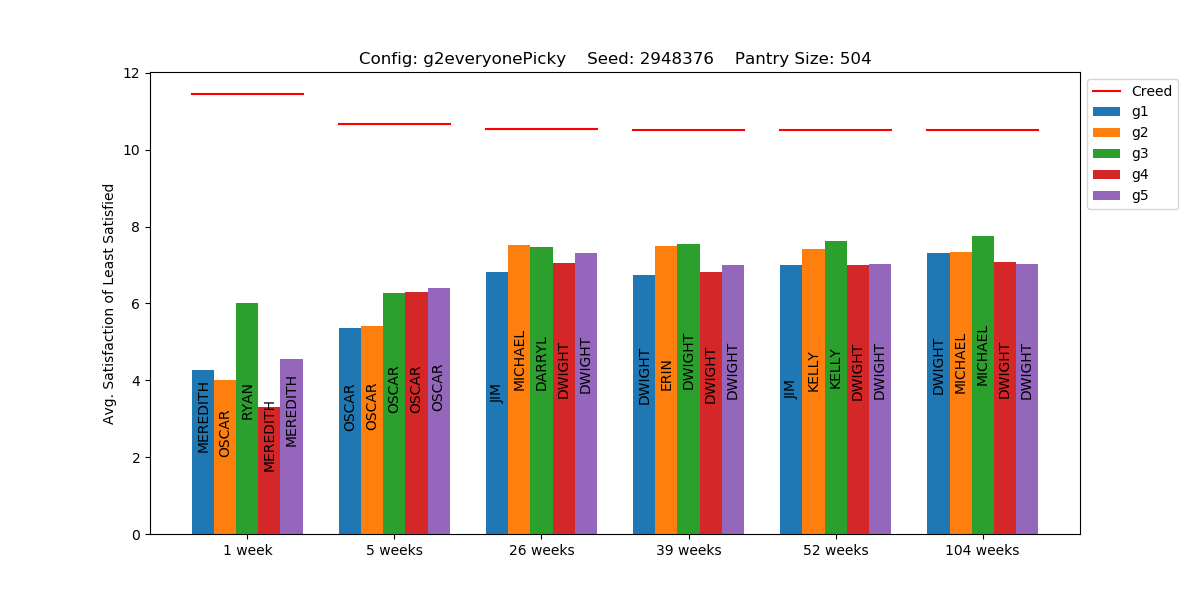 Config: g2everyonePicky    Seed: 2948376    Pantry Size: 504
Avg. Satisfaction of Least Satisfied
12
10
8
6
4
2
0
MEREDITH
OSCAR
RYAN
MEREDITH
MEREDITH
OSCAR
OSCAR
OSCAR
OSCAR
OSCAR
JIM
MICHAEL
DARRYL
DWIGHT
DWIGHT
DWIGHT
ERIN
DWIGHT
DWIGHT
DWIGHT
JIM
KELLY
KELLY
DWIGHT
DWIGHT
DWIGHT
MICHAEL
MICHAEL
DWIGHT
DWIGHT
1 week
5 weeks
26 weeks
39 weeks
52 weeks
104 weeks
Creed
g1
g2
g3
g4
g5